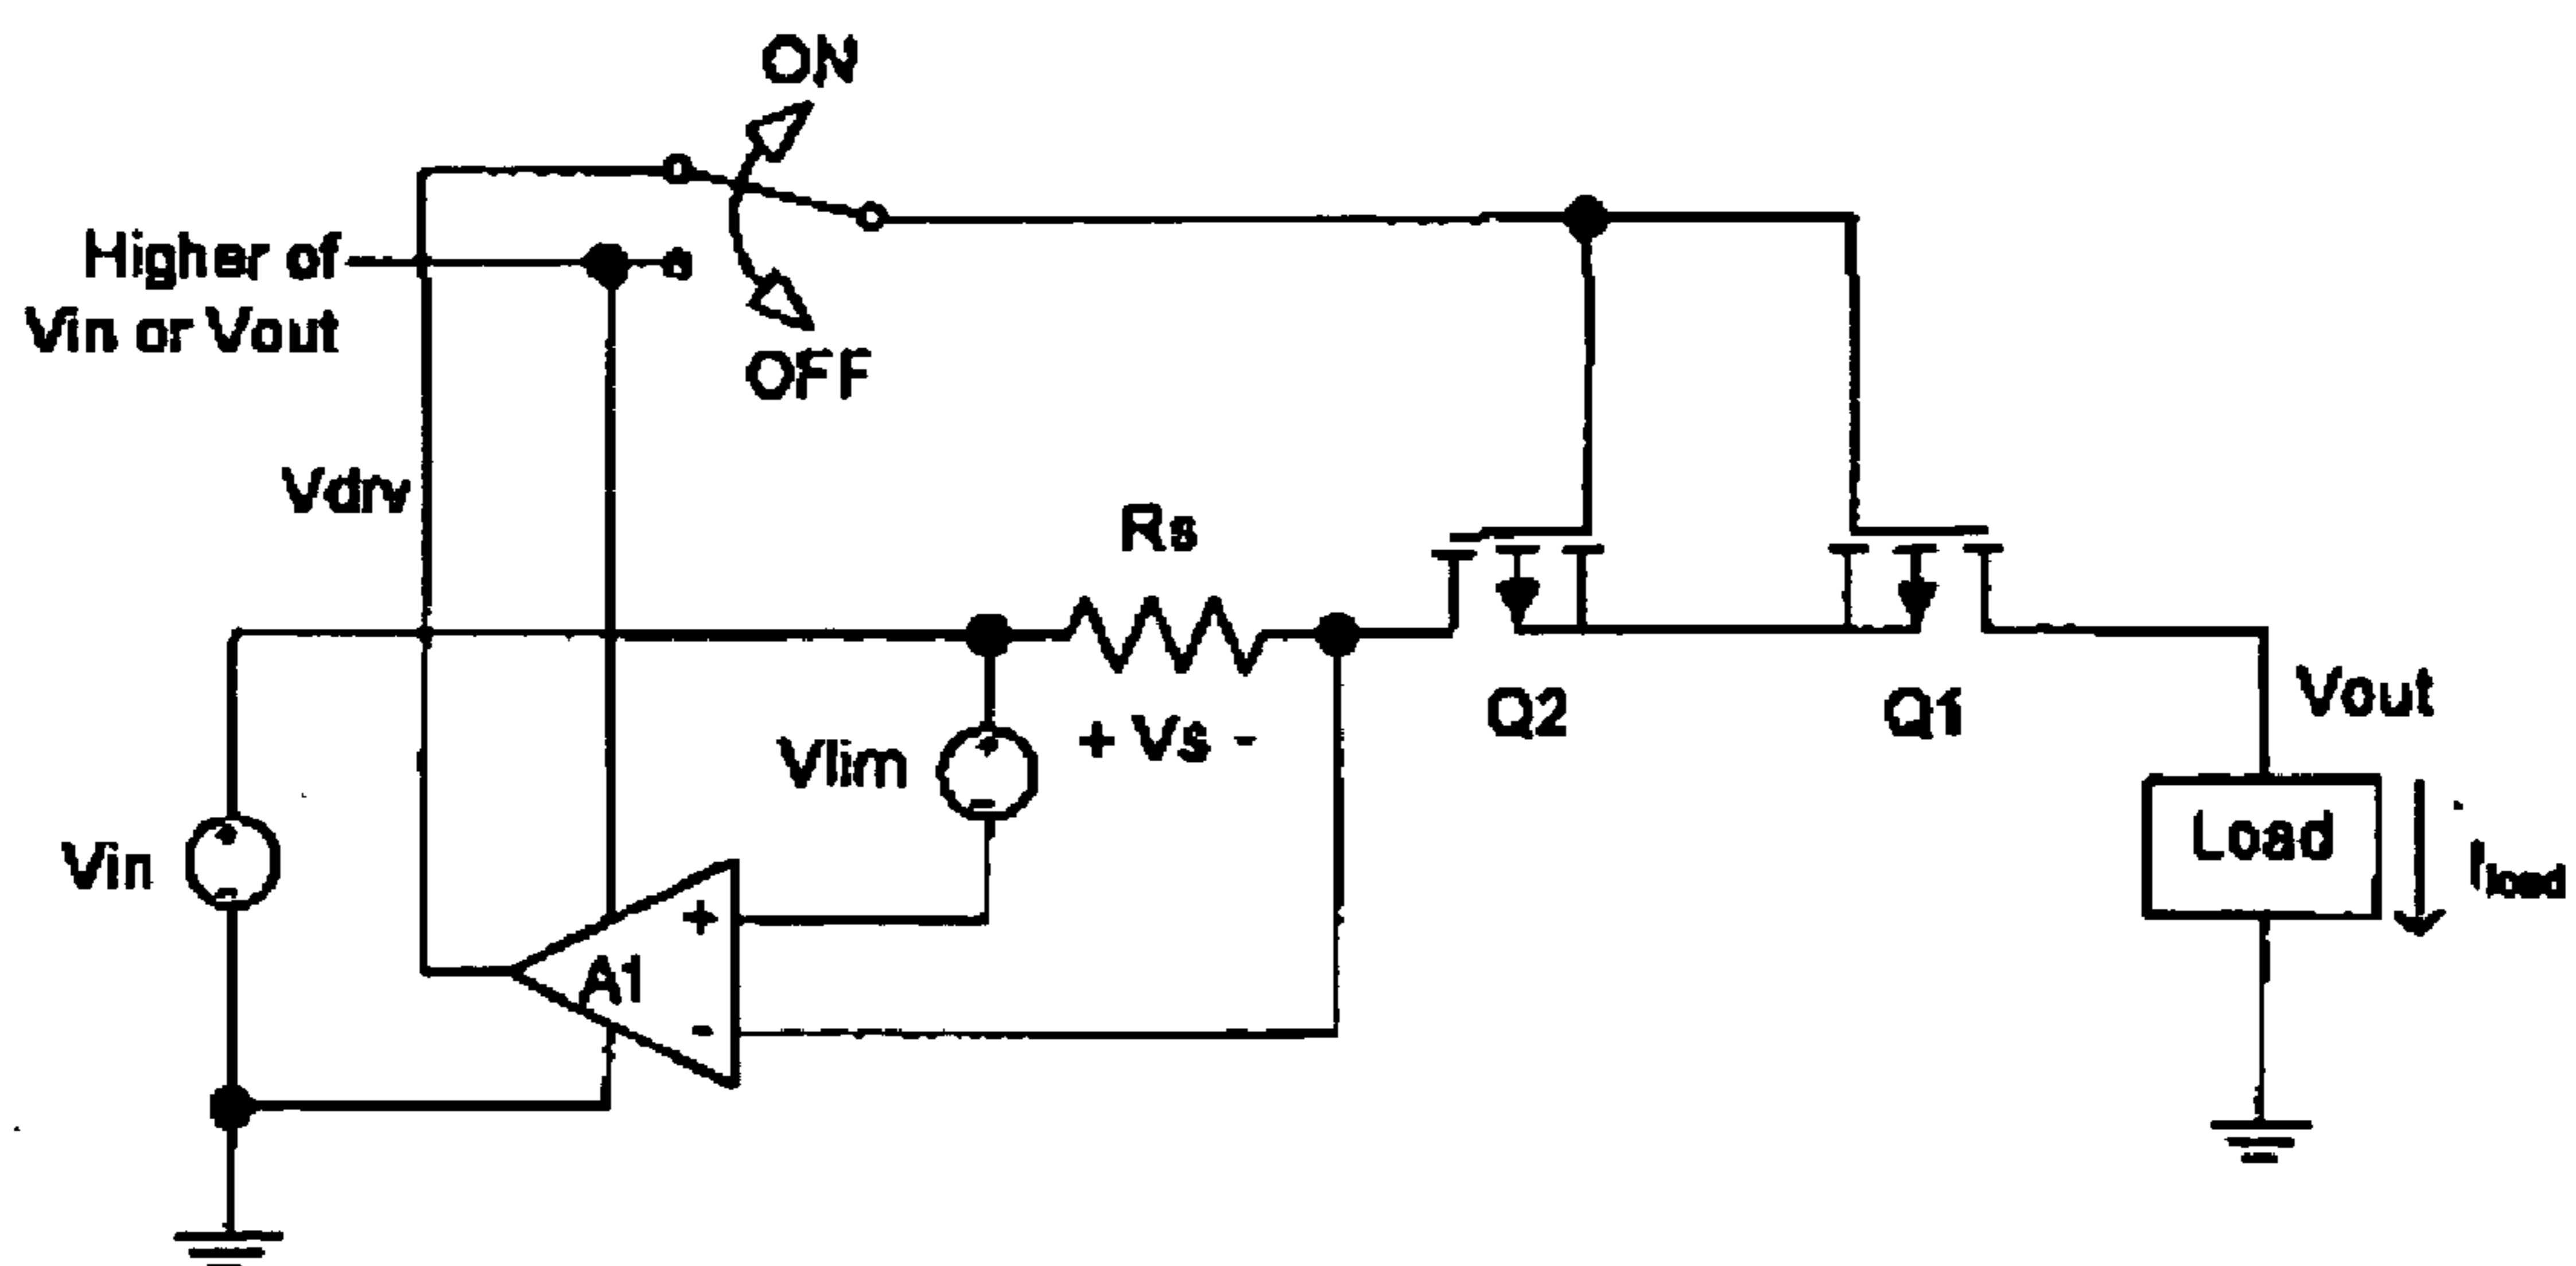 ON
Higher of
Vin or Vout
OFF
Vdrv
Rs
Q2
Q1
Vout
+ Vs -
Vlim
Vin
Load
Iload
+
A1
-